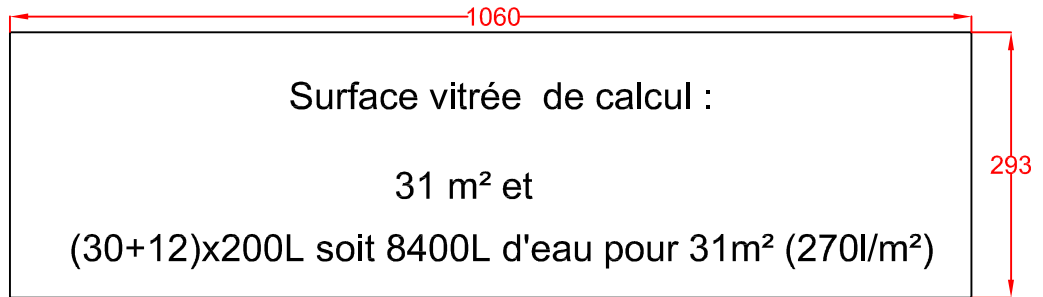 1060
Surface vitrée de calcul :
293
31 m² et
(30+12)x200L soit 8400L d'eau pour 31m² (270l/m²)